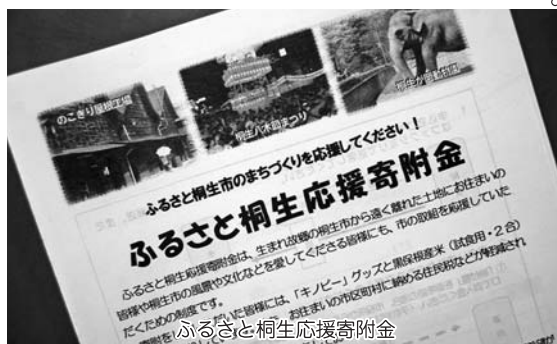 のこぎり屋根工場
桐生八木節まつり
桐生が岡動物園
ふるさと桐生市のまちづくりを応援してください！
ふるさと桐生応援寄附金
ふるさと桐生応援寄附金は、生まれ故郷の桐生市から遠く離れた土地にお住まいの
皆様や桐生市の風景や文化などを愛してくださる皆様にも、市の取組を応援していた
だくための制度です。
いただいた皆様には、「キノピー」グッズと黒保根産米（試食用・2合）
お住まいの市区町村に納める住民税などが軽減され
ふるさと桐生応援寄附金